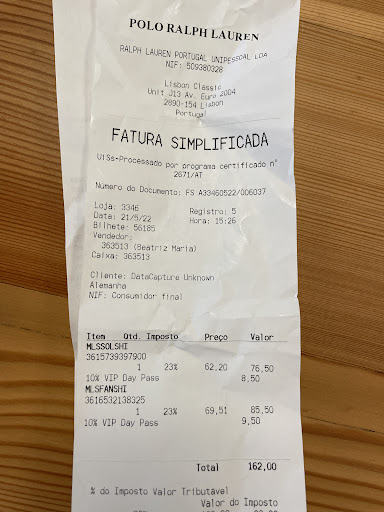 POLO RALPH LAUREN
RALPH LAUREN PORTUGAL UNIPESSOAL LDA
NIF: 509380328
Lisbon Classic
Unit J13 Av. Euro 2004
2890-154 Lisbon
Portugal
FATURA SIMPLIFICADA
U1Ss-Processado por programa certificado nº
2671/AT
Número do Documento: FS A33460522/006037
Loja: 3346 Registro: 5
Data: 21/5/22 Hora: 15:26
Bilhete: 56185
Vendedor:
363513 (Beatriz Maria)
Caixa: 363513
Cliente: DataCapture Unknown
Alemanha
NIF: Consumidor final
Item Qtd. Imposto Preço Valor
MLSSOLSHI
3615739397900
1 23% 62,20 76,50
10% VIP Day Pass 8,50
MLSFANSHI
3616532138325
1 23% 69,51 85,50
10% VIP Day Pass 9,50
Total 162,00
% do Imposto Valor Tributável
Valor do Imposto